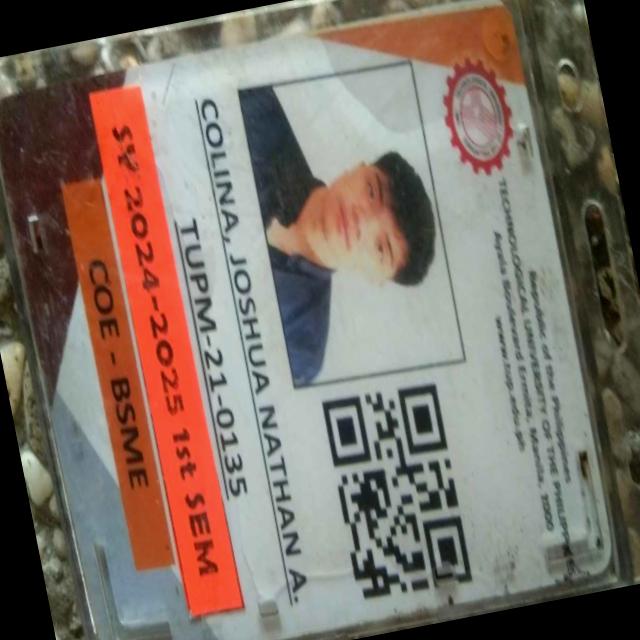 Republic of the Philippines
TECHNOLOGICAL UNIVERSITY OF THE PHILIPPINES
Ayala Boulevard Ermita, Manila, 1000
www.tup.edu.ph
COLINA, JOSHUA NATHAN A.
TUPM-21-0135
SY 2024-2025 1st SEM
COE - BSME